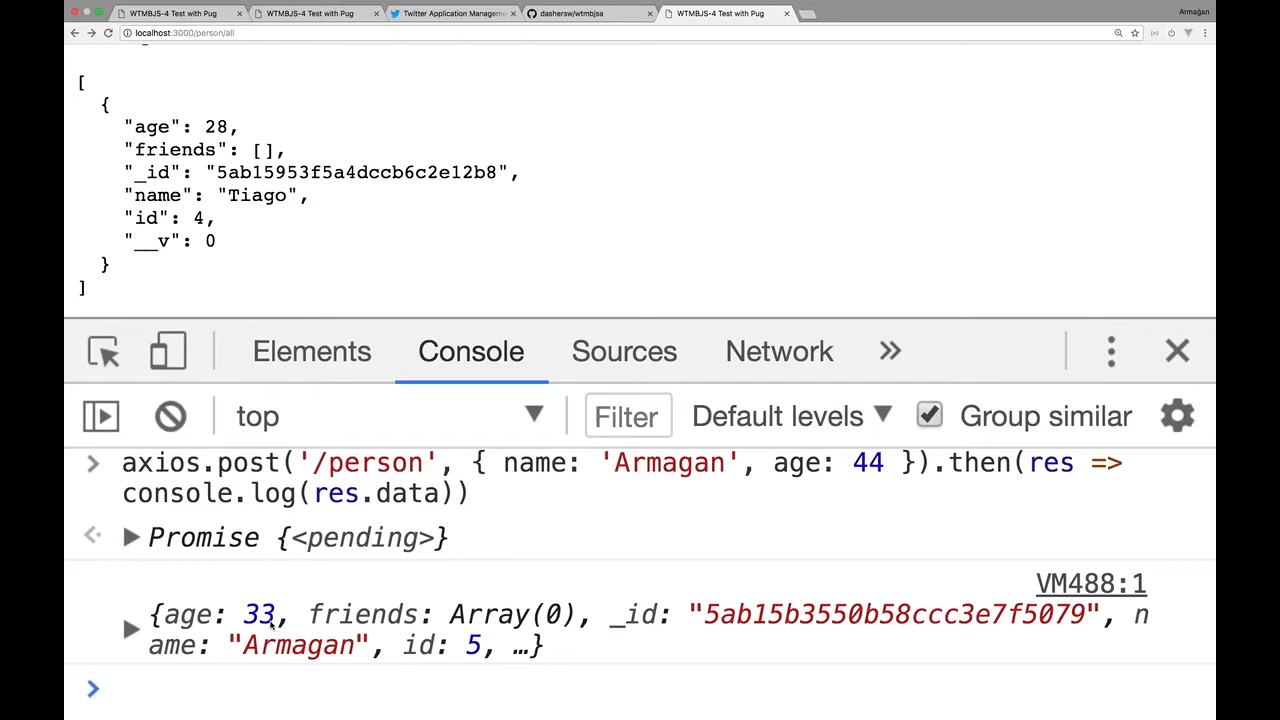 WTMBJS-4 Test with Pug
WTMBJS-4 Test with Pug
Twitter Application Manageme
dashersw/wtmbjsa
WTMBJS-4 Test with Pug
Armağan
localhost:3000/person/all
[
{
"age": 28,
"friends": [],
"_id": "5ab15953f5a4dccb6c2e12b8",
"name": "Tiago",
"id": 4,
"__v": 0
}
]
Elements Console Sources Network »
top Filter Default levels Group similar
> axios.post('/person', { name: 'Armagan', age: 44 }).then(res =>
console.log(res.data))
Promise {<pending>}
VM488:1
{age: 33, friends: Array(0), _id: "5ab15b3550b58ccc3e7f5079", n
ame: "Armagan", id: 5, …}
>